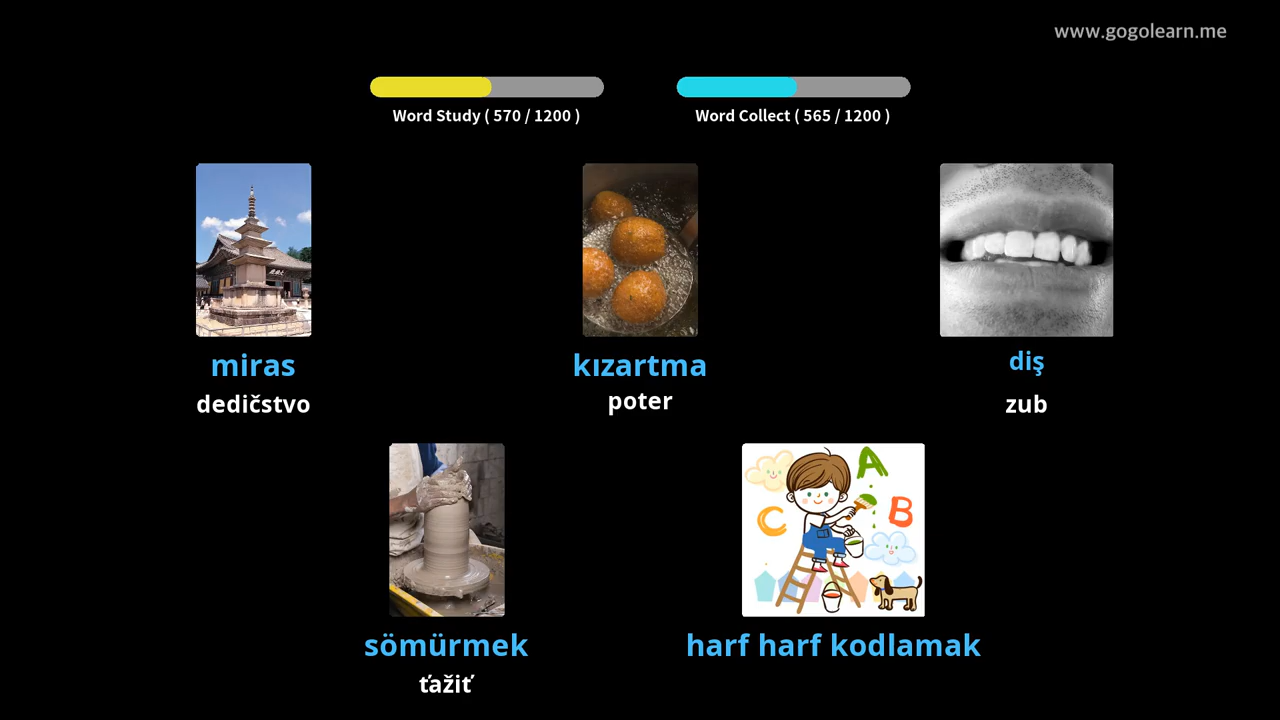 www.gogolearn.me
Word Study ( 570 / 1200 )
Word Collect ( 565 / 1200 )
miras
dedičstvo
kızartma
poter
diş
zub
A
B
C
sömürmek
ťažiť
harf harf kodlamak